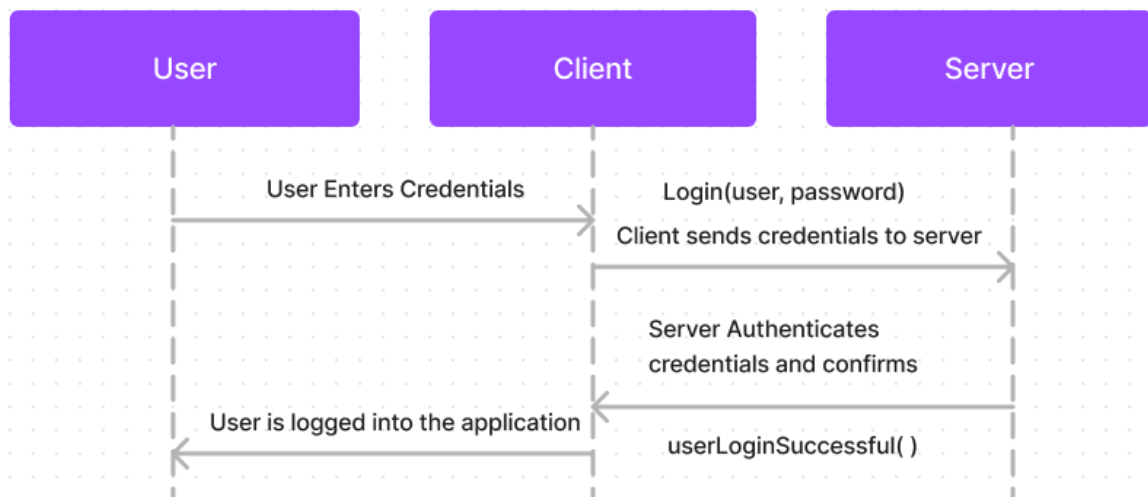 User
Client
Server
User Enters Credentials
Login(user, password)
Client sends credentials to server
Server Authenticates
credentials and confirms
User is logged into the application
userLoginSuccessful( )